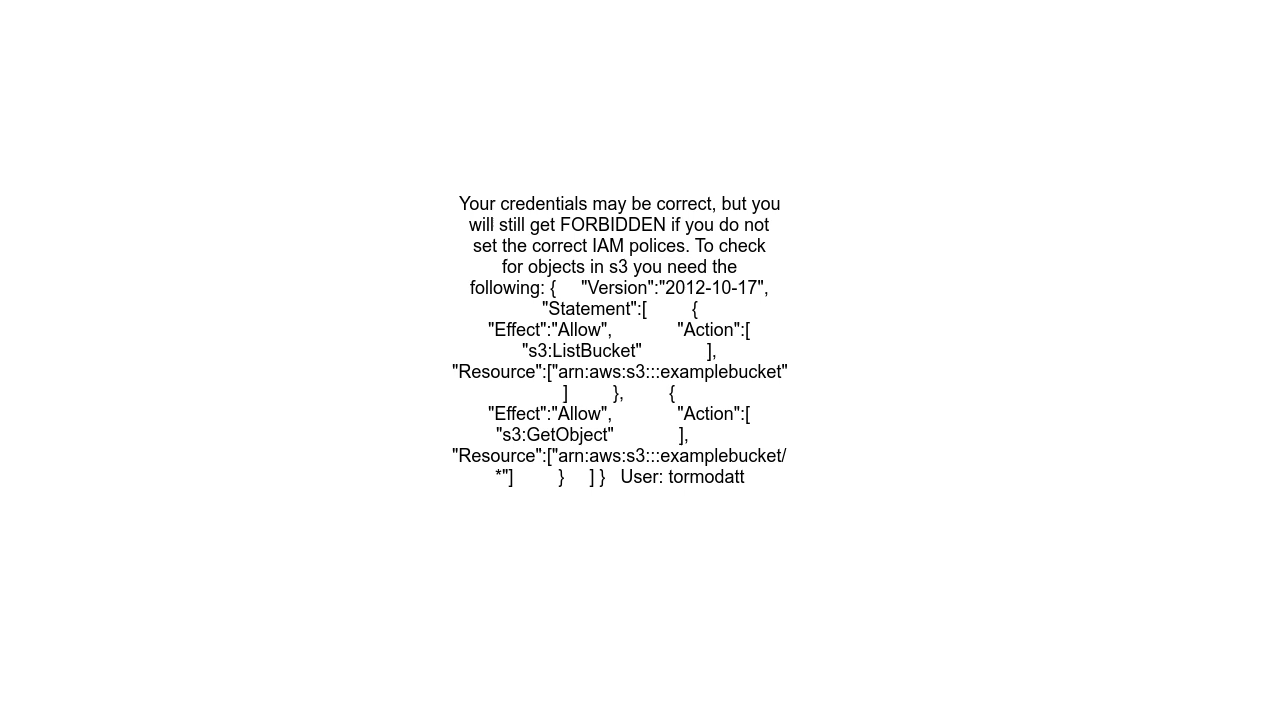 Your credentials may be correct, but you
will still get FORBIDDEN if you do not
set the correct IAM polices. To check
for objects in s3 you need the
following: {     "Version":"2012-10-17",
"Statement":[         {
"Effect":"Allow",             "Action":[
"s3:ListBucket"             ],
"Resource":["arn:aws:s3:::examplebucket"
]         },         {
"Effect":"Allow",             "Action":[
"s3:GetObject"             ],
"Resource":["arn:aws:s3:::examplebucket/
*"]         }     ] }   User: tormodatt